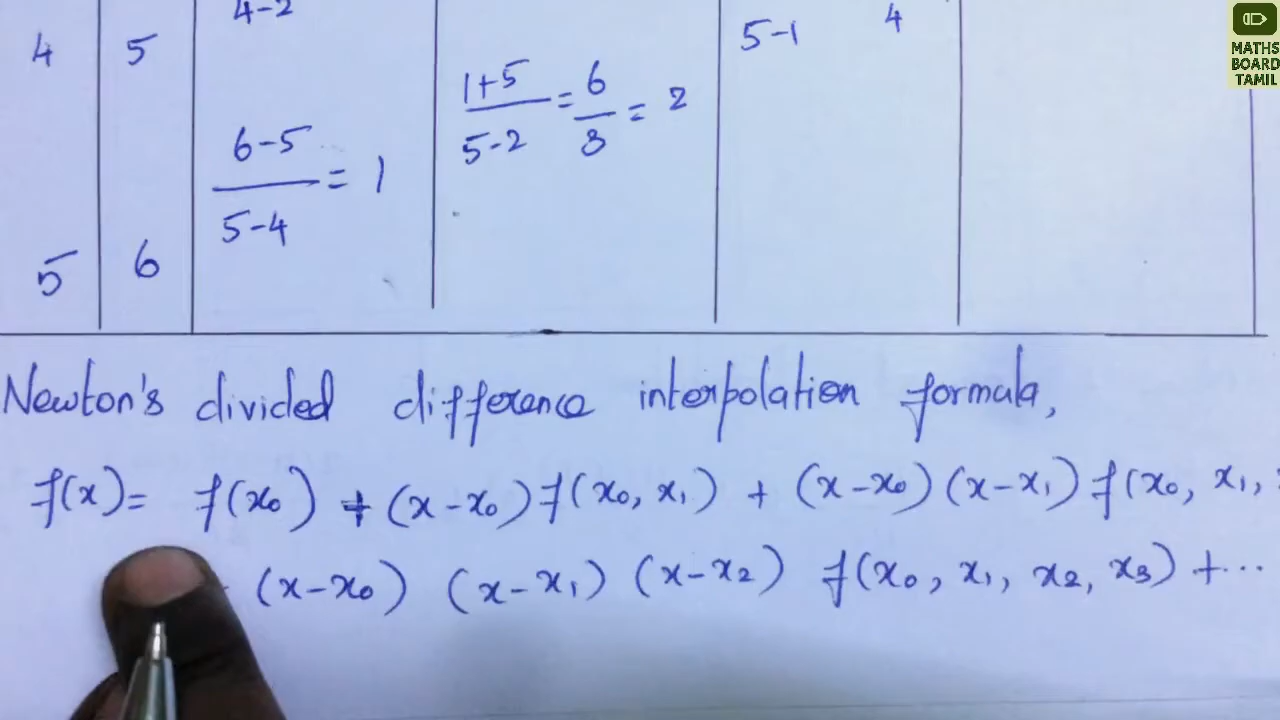 4-2
4 5 5-1 4
1+5 = 6 = 2
5-2 3
6-5 = 1
5-4
5 6
Newton's divided difference interpolation formula,
f(x)= f(x₀) + (x-x₀) f(x₀, x₁) + (x-x₀) (x-x₁) f(x₀, x₁,
(x-x₀) (x-x₁) (x-x₂) f(x₀, x₁, x₂, x₃) + ...
MATHS
BOARD
TAMIL